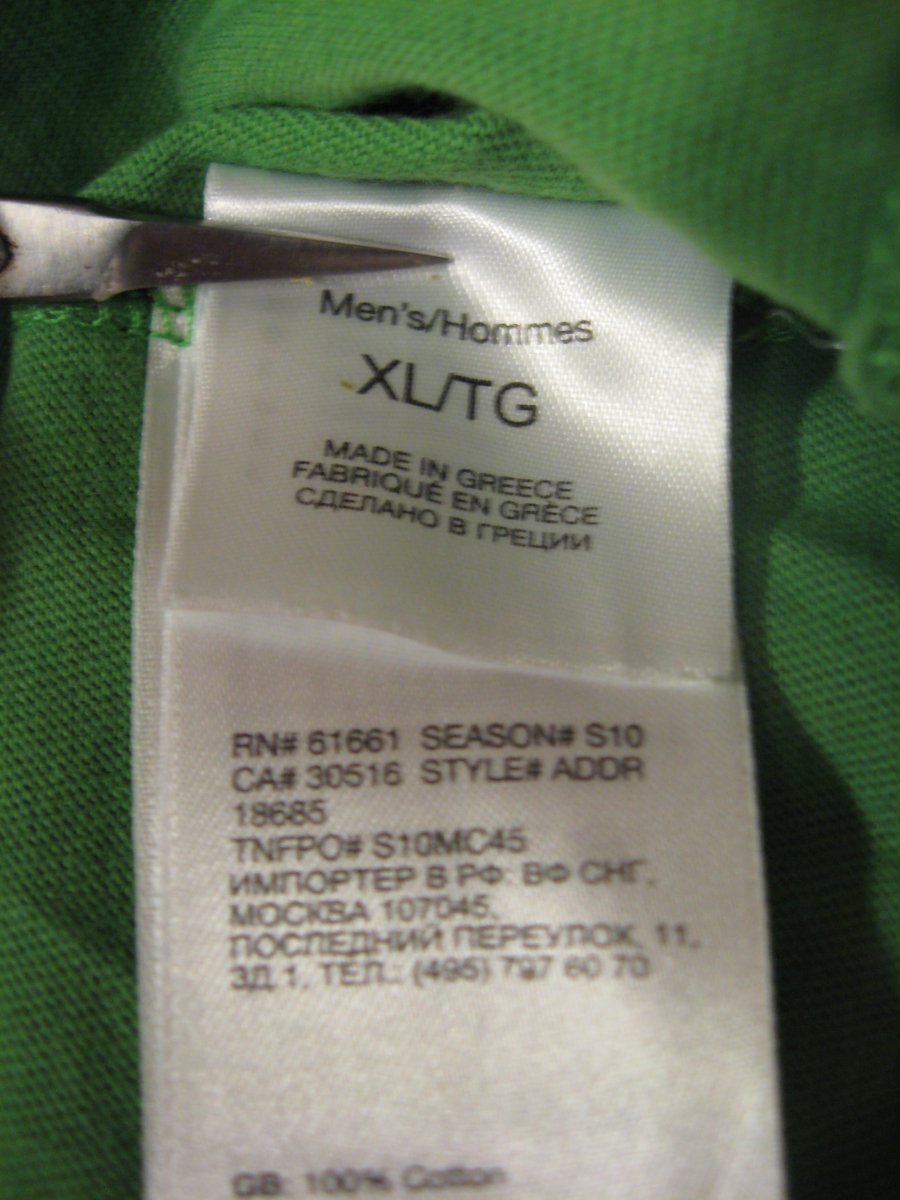 Men's/Hommes
XL/TG
MADE IN GREECE
FABRIQUÉ EN GRÈCE
СДЕЛАНО В ГРЕЦИИ
RN# 61661 SEASON# S10
CA# 30516 STYLE# ADDR
18685
TNFPO# S10MC45
ИМПОРТЕР В РФ: ВФ СНГ,
МОСКВА 107045,
ПОСЛЕДНИЙ ПЕРЕУЛОК, 11,
ЗД.1, ТЕЛ.: (495) 797 60 70
GB: 100% Cotton